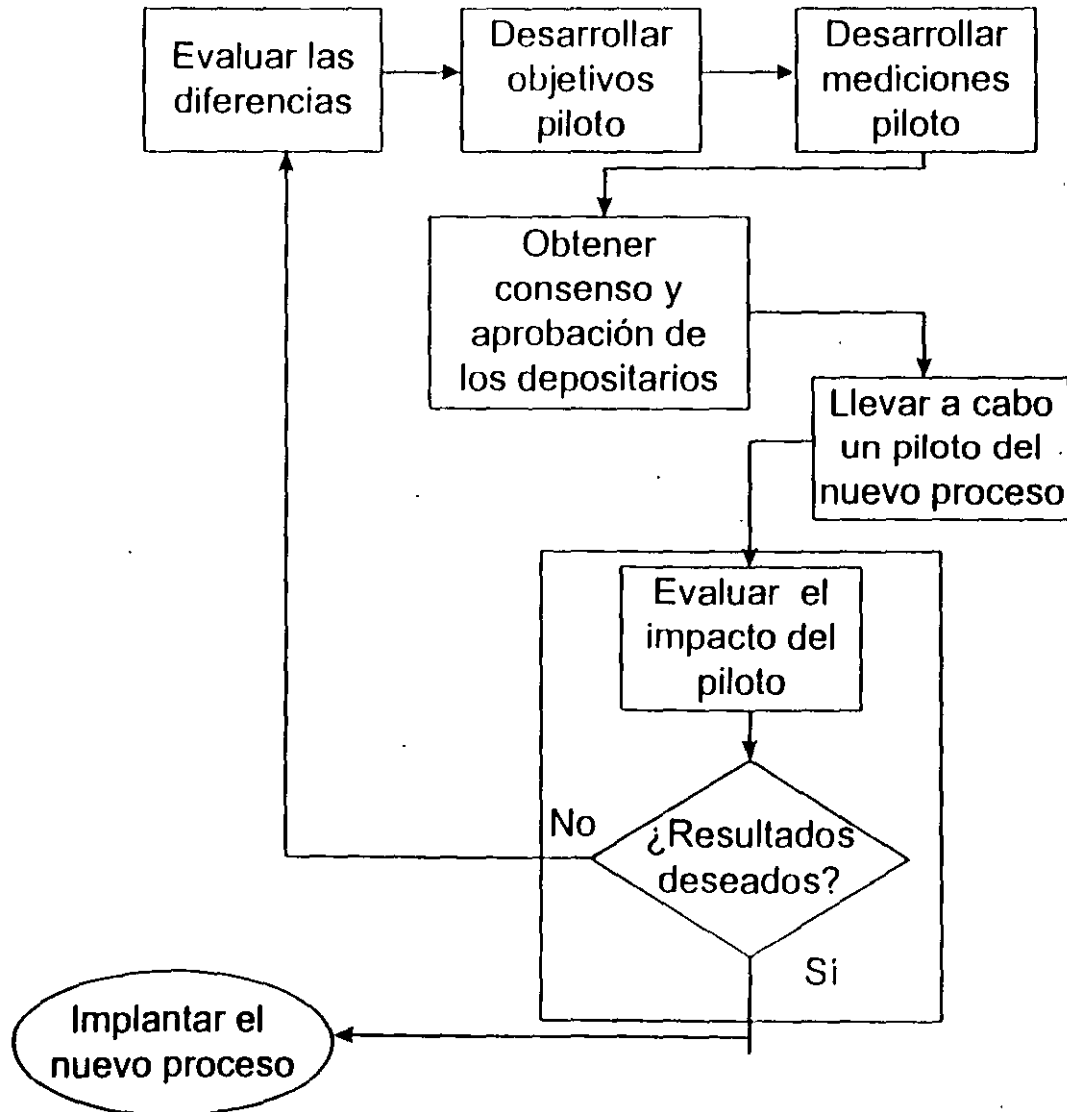 Evaluar las
diferencias
Desarrollar
objetivos
piloto
Desarrollar
mediciones
piloto
Obtener
consenso y
aprobación de
los depositarios
Llevar a cabo
un piloto del
nuevo proceso
Evaluar el
impacto del
piloto
¿Resultados
deseados?
No
Sí
Implantar el
nuevo proceso